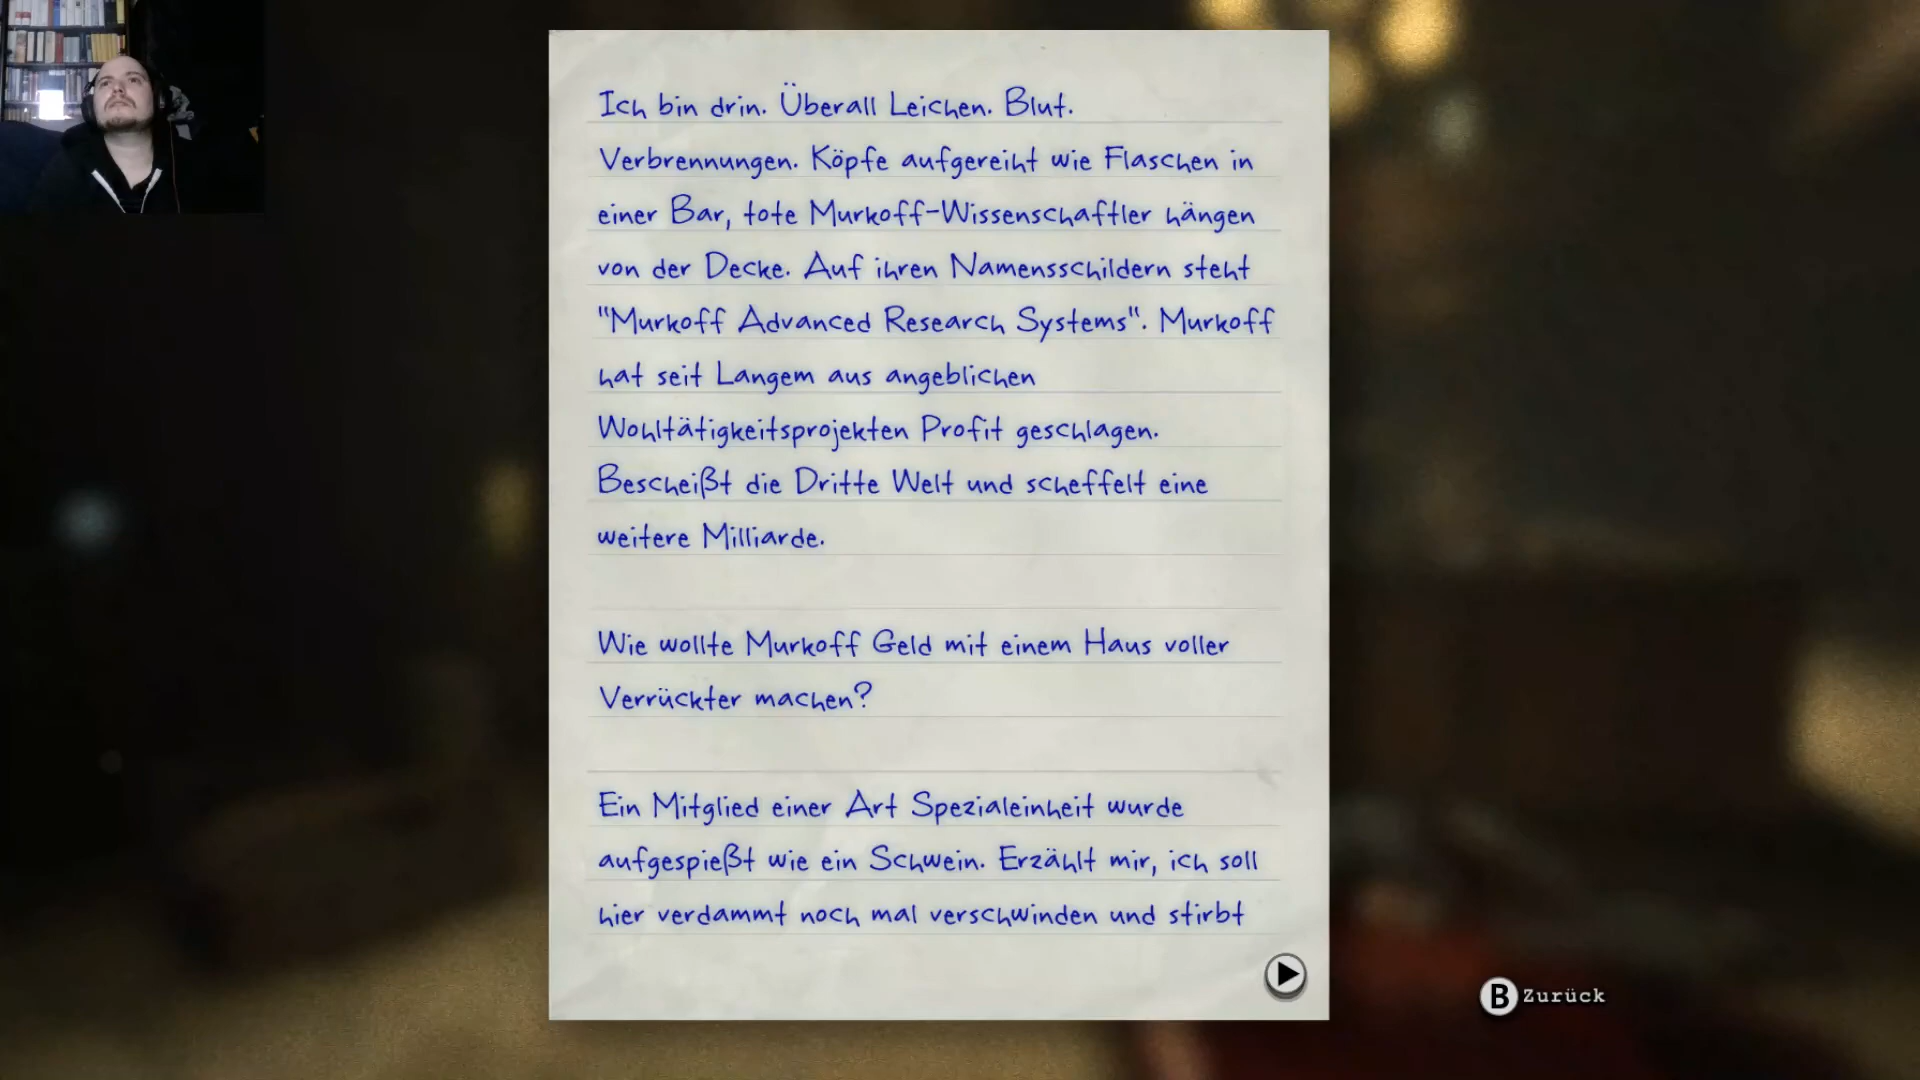 Ich bin drin. Überall Leichen. Blut.
Verbrennungen. Köpfe aufgereiht wie Flaschen in
einer Bar, tote Murkoff-Wissenschaftler hängen
von der Decke. Auf ihren Namensschildern steht
"Murkoff Advanced Research Systems". Murkoff
hat seit Langem aus angeblichen
Wohltätigkeitsprojekten Profit geschlagen.
Bescheißt die Dritte Welt und scheffelt eine
weitere Milliarde.
Wie wollte Murkoff Geld mit einem Haus voller
Verrückter machen?
Ein Mitglied einer Art Spezialeinheit wurde
aufgespießt wie ein Schwein. Erzählt mir, ich soll
hier verdammt noch mal verschwinden und stirbt
B Zurück